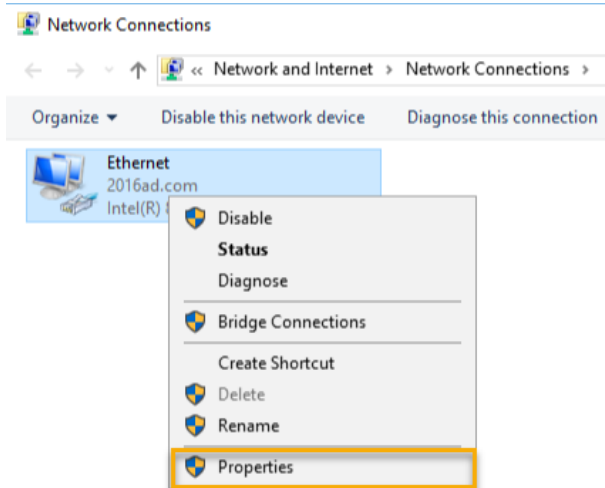 Network Connections
« Network and Internet > Network Connections >
Organize Disable this network device Diagnose this connection
Ethernet
2016ad.com
Intel(R)
Disable
Status
Diagnose
Bridge Connections
Create Shortcut
Delete
Rename
Properties